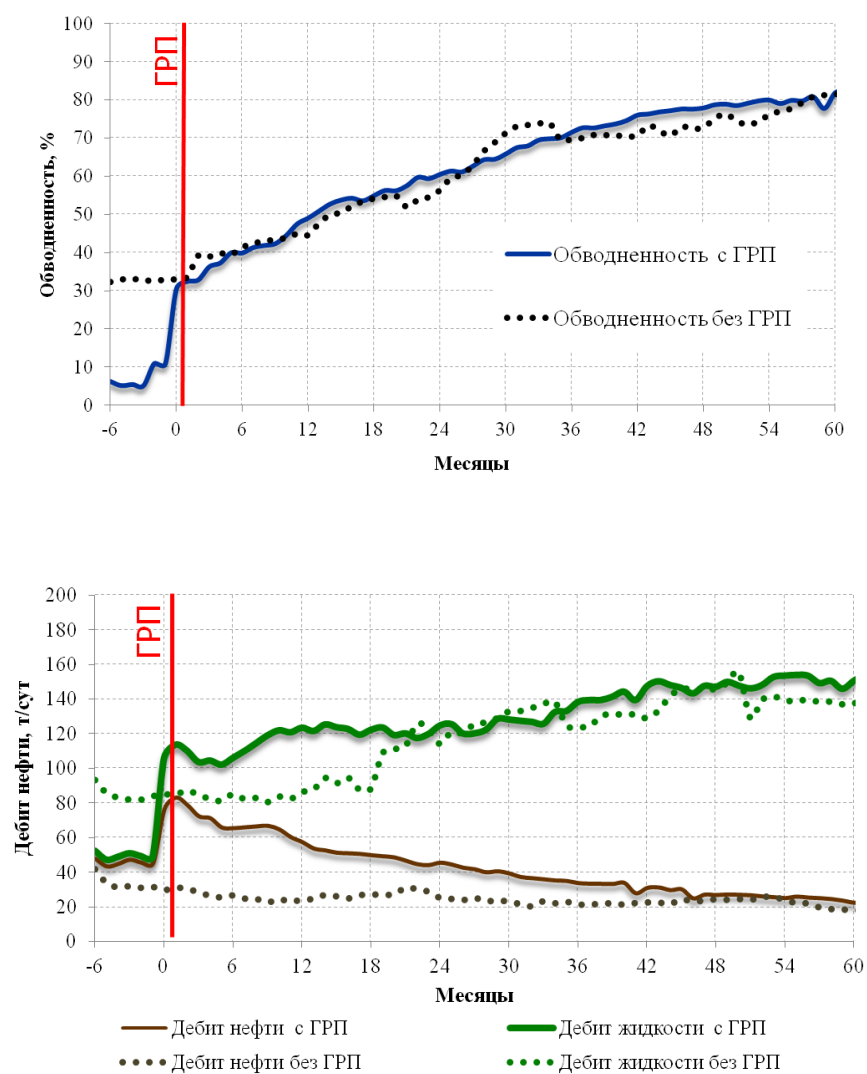 Обводненность, %
100
90
80
70
60
50
40
30
20
10
0
ГРП
Обводненность с ГРП
Обводненность без ГРП
-6 0 6 12 18 24 30 36 42 48 54 60
Месяцы
Дебит нефти, т/сут
200
180
160
140
120
100
80
60
40
20
0
ГРП
-6 0 6 12 18 24 30 36 42 48 54 60
Месяцы
Дебит нефти с ГРП
Дебит жидкости с ГРП
Дебит нефти без ГРП
Дебит жидкости без ГРП